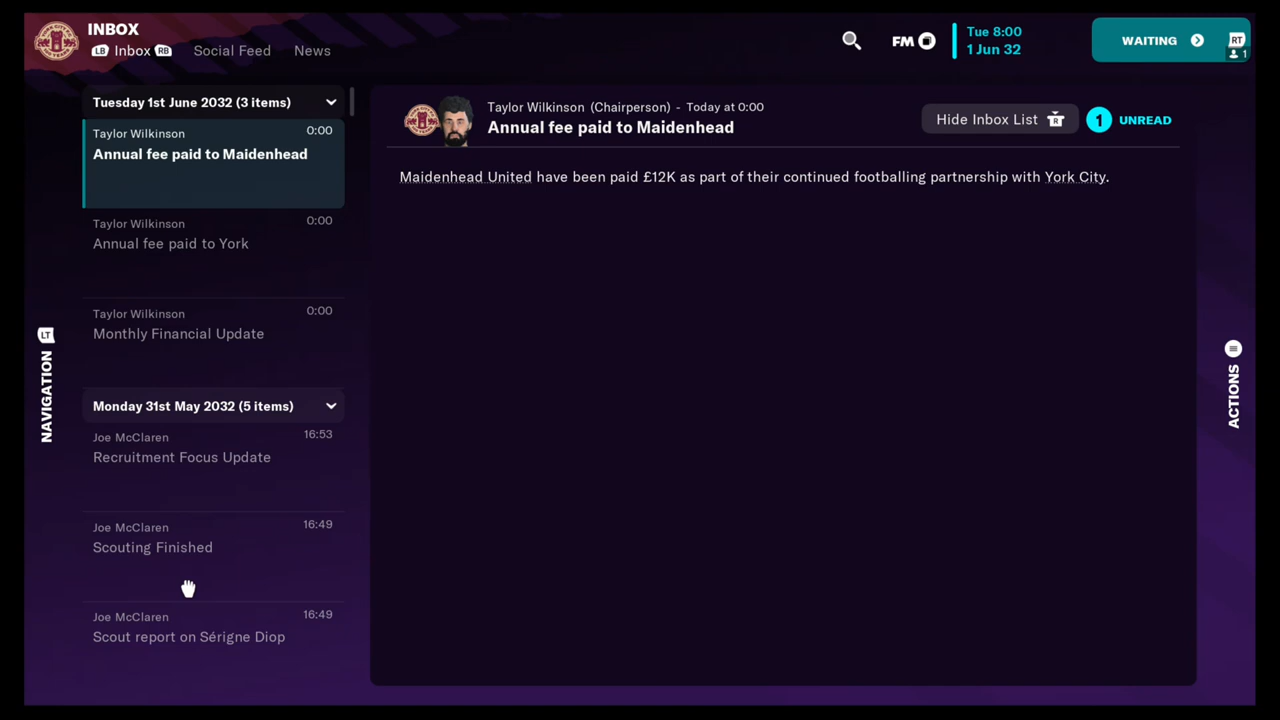 INBOX
LB Inbox RB Social Feed News
FM
Tue 8:00
1 Jun 32
WAITING
RT
1
Tuesday 1st June 2032 (3 items)
Taylor Wilkinson 0:00
Annual fee paid to Maidenhead
Taylor Wilkinson 0:00
Annual fee paid to York
Taylor Wilkinson 0:00
Monthly Financial Update
Monday 31st May 2032 (5 items)
Joe McClaren 16:53
Recruitment Focus Update
Joe McClaren 16:49
Scouting Finished
Joe McClaren 16:49
Scout report on Sérigne Diop
Taylor Wilkinson (Chairperson) - Today at 0:00
Annual fee paid to Maidenhead
Hide Inbox List R
1 UNREAD
Maidenhead United have been paid £12K as part of their continued footballing partnership with York City.
LT
NAVIGATION
ACTIONS